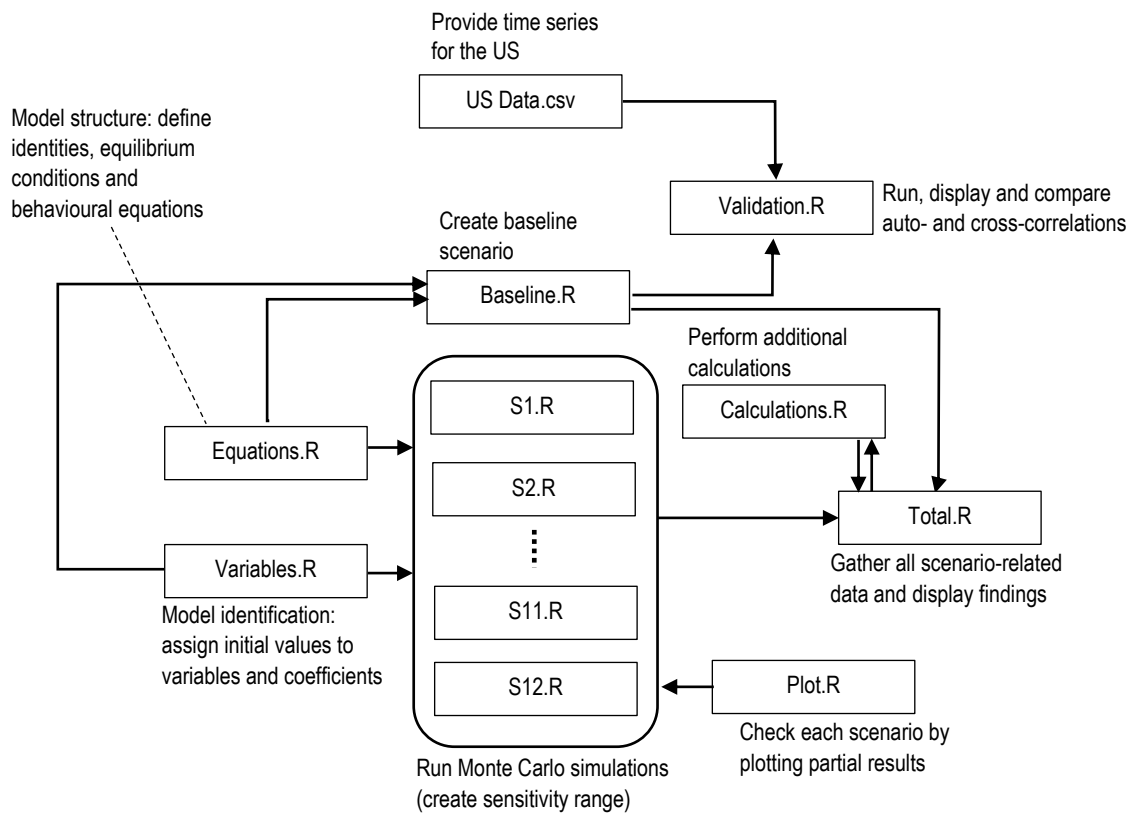 Provide time series
for the US
US Data.csv
Model structure: define
identities, equilibrium
conditions and
behavioural equations
Validation.R
Run, display and compare
auto- and cross-correlations
Create baseline
scenario
Baseline.R
Perform additional
calculations
Calculations.R
S1.R
Equations.R
S2.R
Total.R
Gather all scenario-related
data and display findings
Variables.R
Model identification:
assign initial values to
variables and coefficients
S11.R
S12.R
Plot.R
Check each scenario by
plotting partial results
Run Monte Carlo simulations
(create sensitivity range)